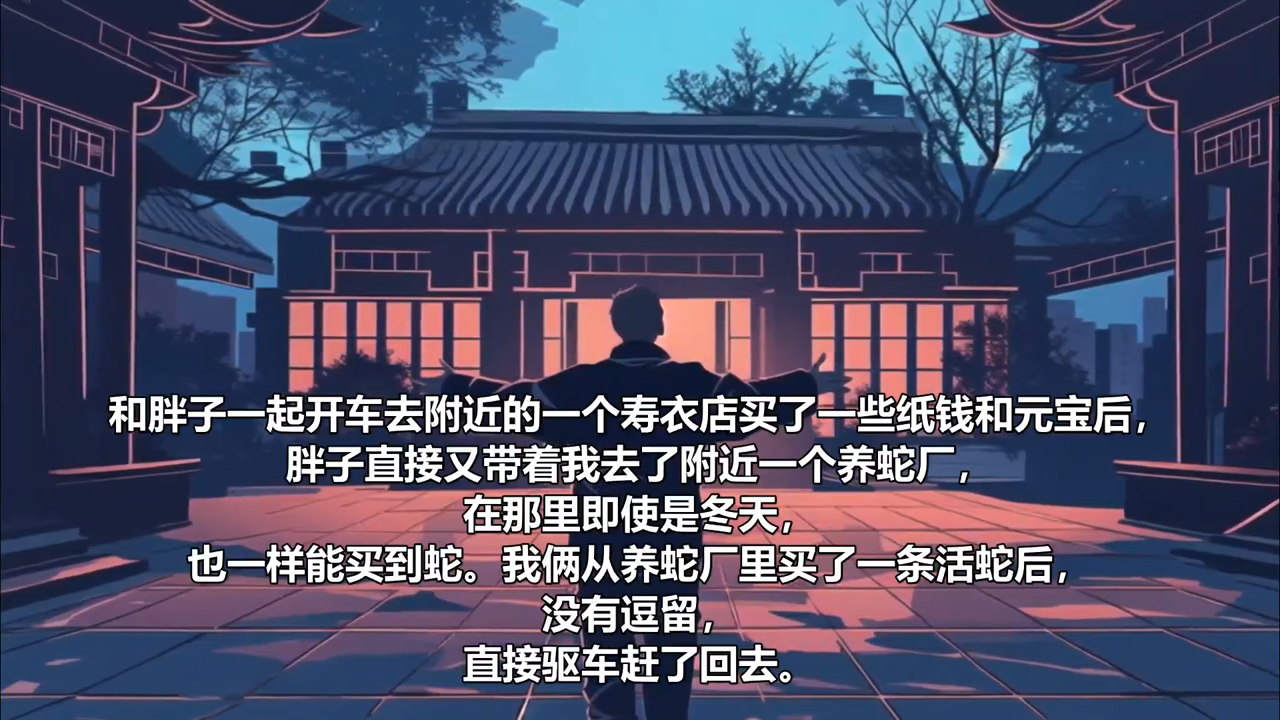 和胖子一起开车去附近的一个寿衣店买了一些纸钱和元宝后，
胖子直接又带着我去了附近一个养蛇厂，
在那里即使是冬天，
也一样能买到蛇。我俩从养蛇厂里买了一条活蛇后，
没有逗留，
直接驱车赶了回去。